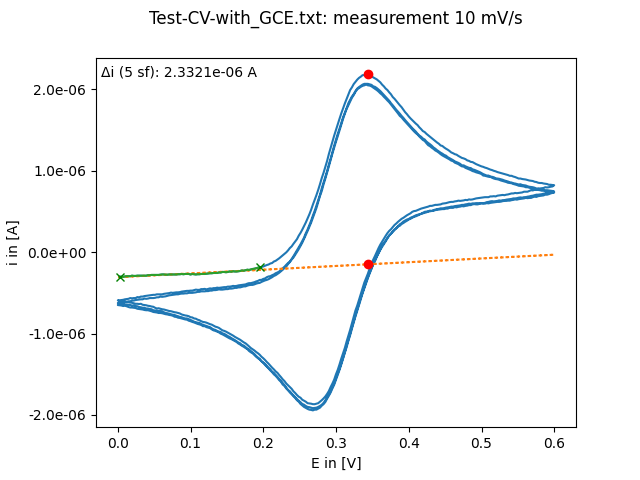 Test-CV-with_GCE.txt: measurement 10 mV/s
Δi (5 sf): 2.3321e-06 A
2.0e-06
1.0e-06
0.0e+00
-1.0e-06
-2.0e-06
i in [A]
0.0 0.1 0.2 0.3 0.4 0.5 0.6
E in [V]